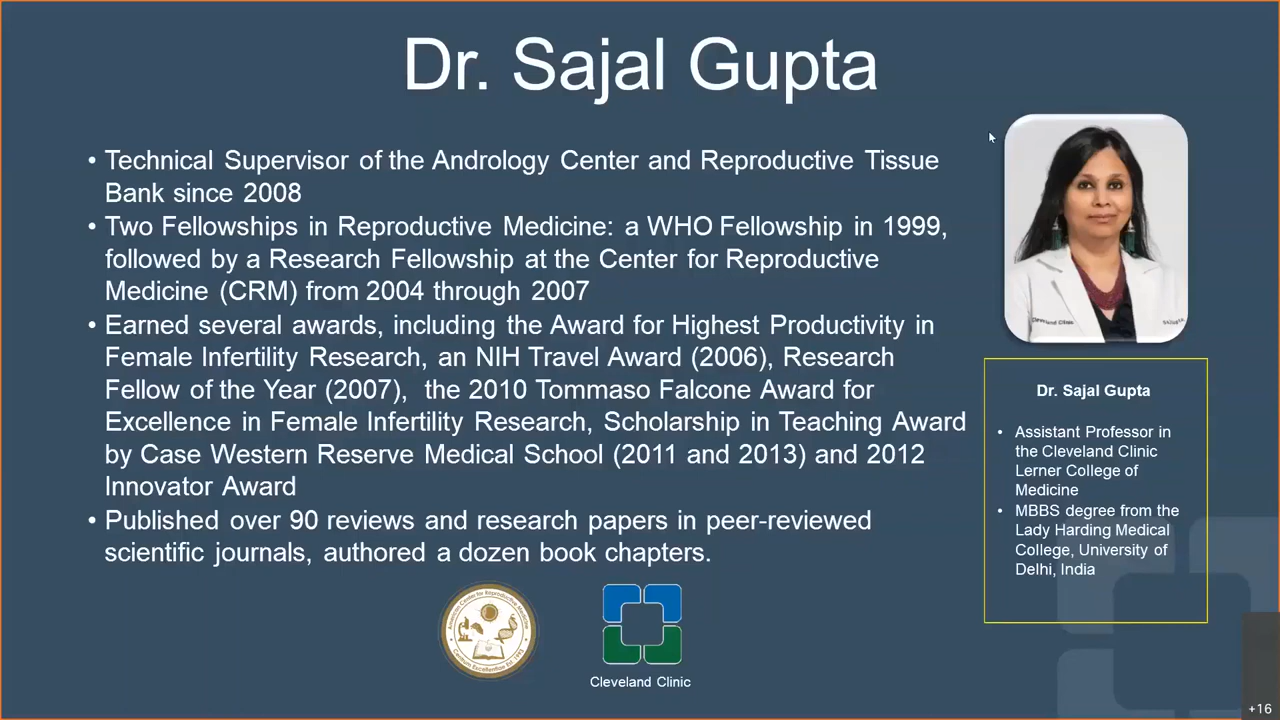 Dr. Sajal Gupta
• Technical Supervisor of the Andrology Center and Reproductive Tissue
Bank since 2008
• Two Fellowships in Reproductive Medicine: a WHO Fellowship in 1999,
followed by a Research Fellowship at the Center for Reproductive
Medicine (CRM) from 2004 through 2007
• Earned several awards, including the Award for Highest Productivity in
Female Infertility Research, an NIH Travel Award (2006), Research
Fellow of the Year (2007), the 2010 Tommaso Falcone Award for
Excellence in Female Infertility Research, Scholarship in Teaching Award
by Case Western Reserve Medical School (2011 and 2013) and 2012
Innovator Award
• Published over 90 reviews and research papers in peer-reviewed
scientific journals, authored a dozen book chapters.
Cleveland Clinic
Dr. Sajal Gupta
• Assistant Professor in
the Cleveland Clinic
Lerner College of
Medicine
• MBBS degree from the
Lady Harding Medical
College, University of
Delhi, India
American Center for Reproductive Medicine
Cleveland Clinic
+16